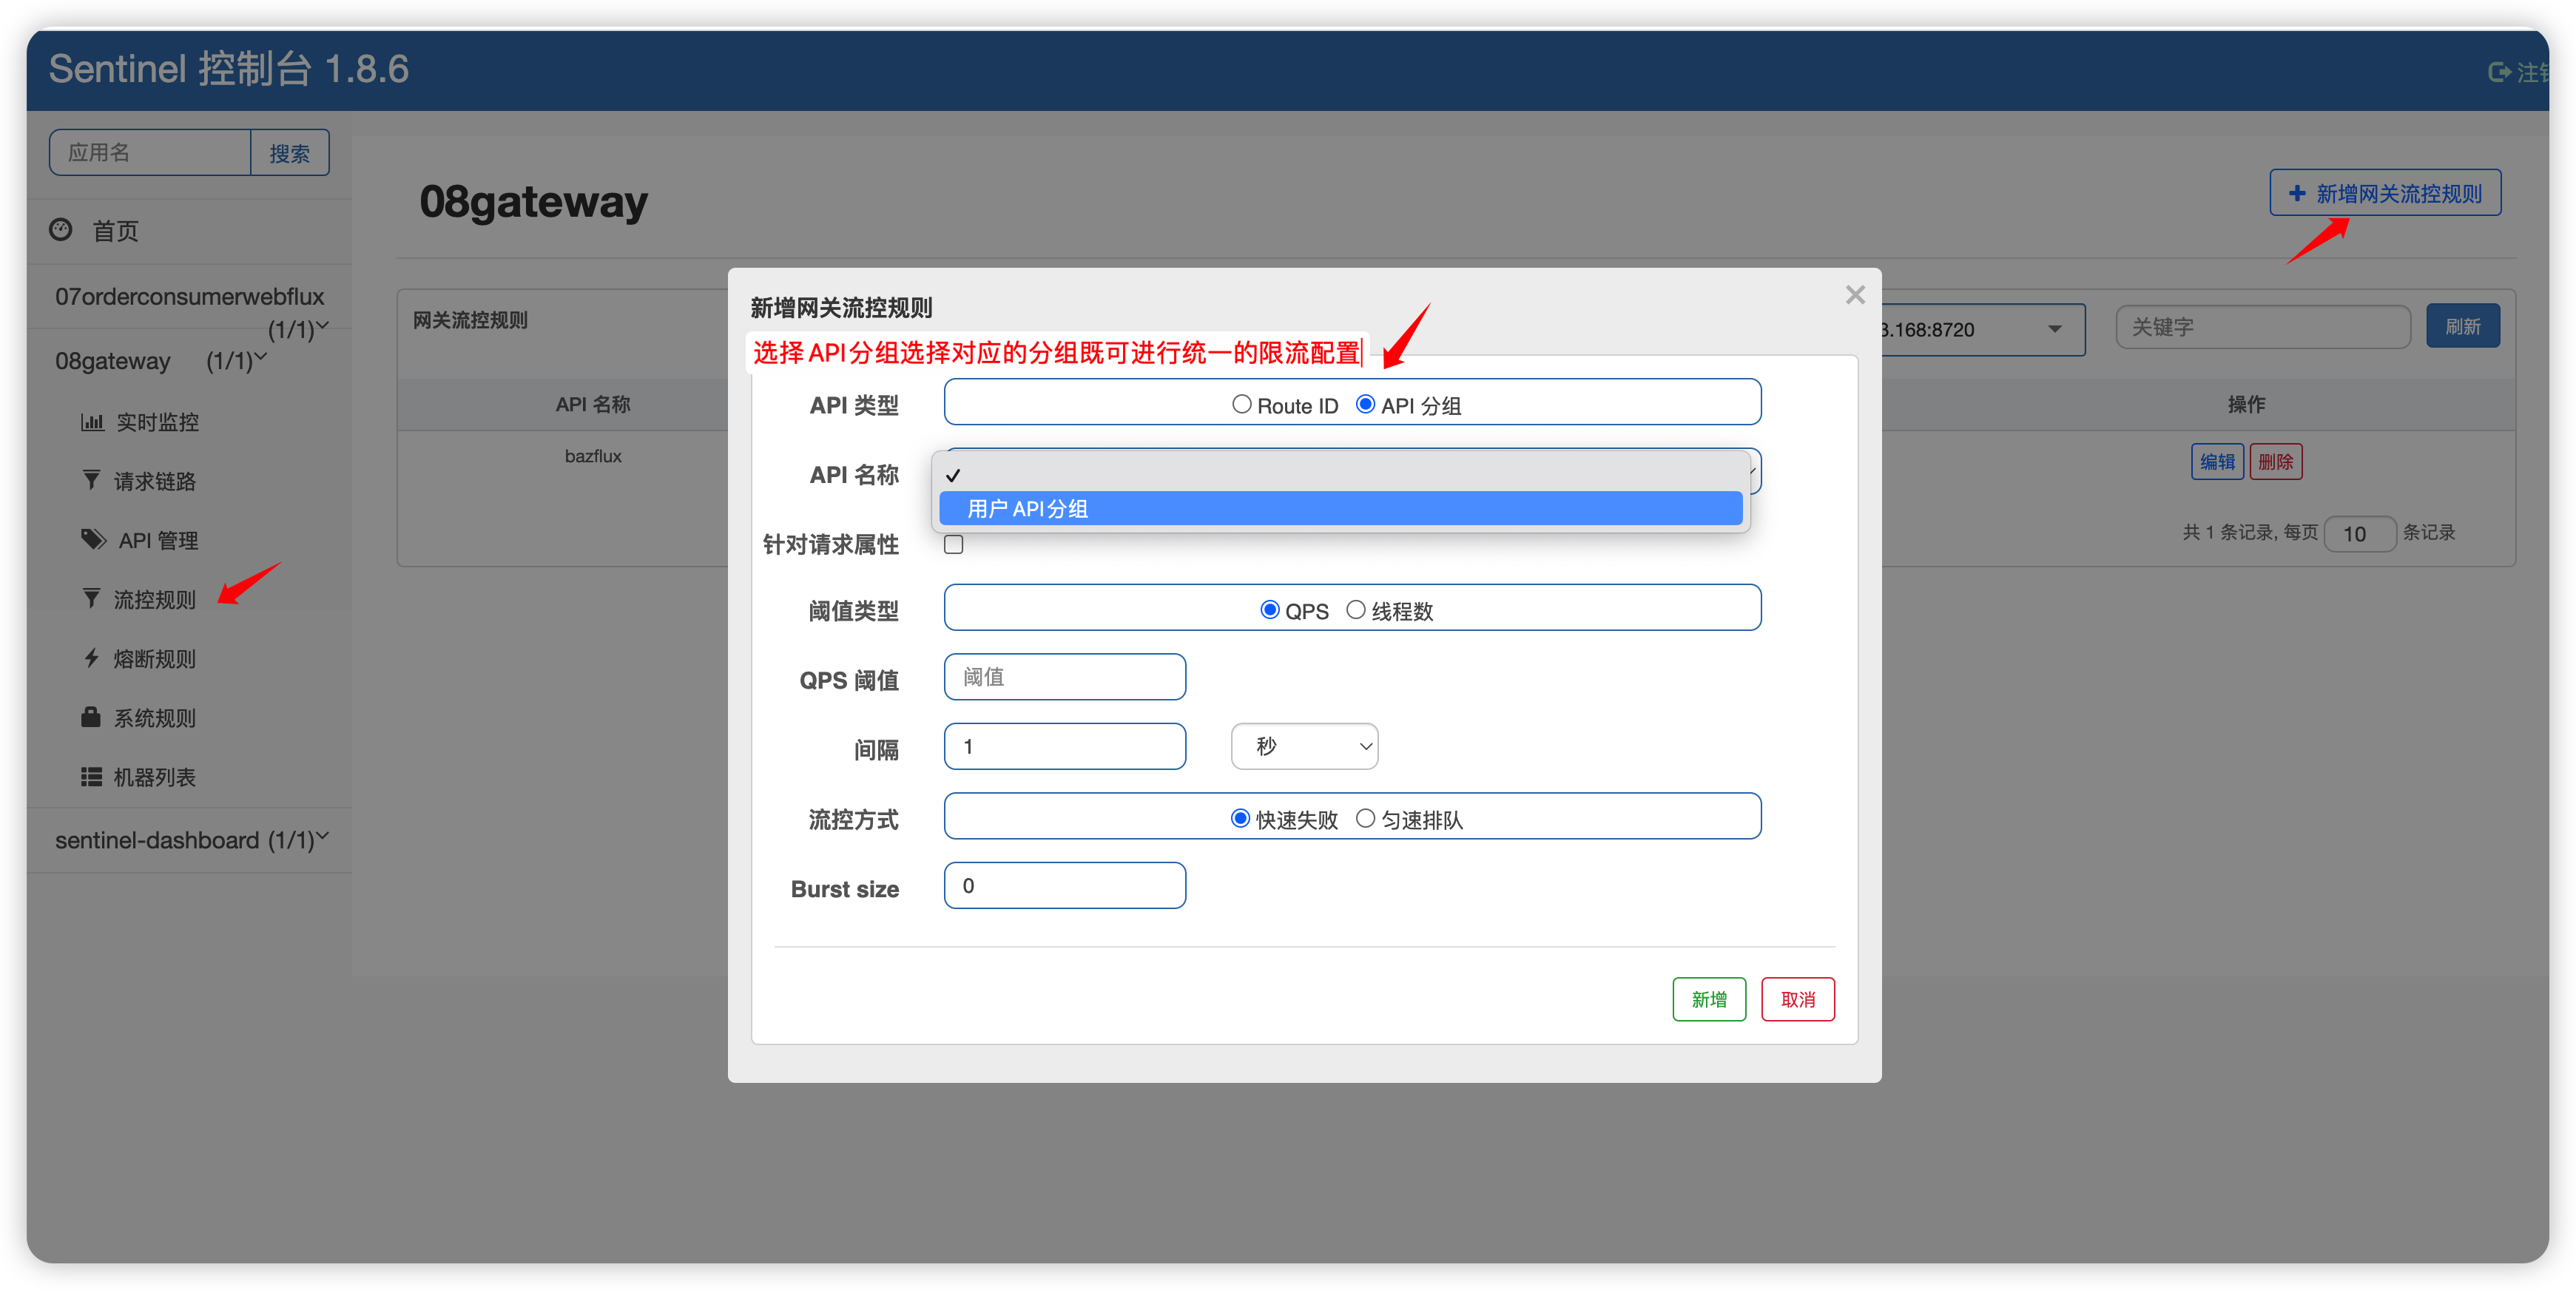 Sentinel 控制台 1.8.6
应用名 搜索
首页
07orderconsumerwebflux (1/1)
08gateway (1/1)
实时监控
请求链路
API 管理
流控规则
熔断规则
系统规则
机器列表
sentinel-dashboard (1/1)
08gateway
新增网关流控规则
网关流控规则
3.168:8720
关键字
刷新
API 名称
操作
bazflux
编辑 删除
共 1 条记录, 每页 10 条记录
新增网关流控规则
选择API分组选择对应的分组既可进行统一的限流配置
API 类型
Route ID API 分组
API 名称
用户API分组
针对请求属性
阈值类型
QPS 线程数
QPS 阈值
阈值
间隔
1 秒
流控方式
快速失败 匀速排队
Burst size
0
新增 取消